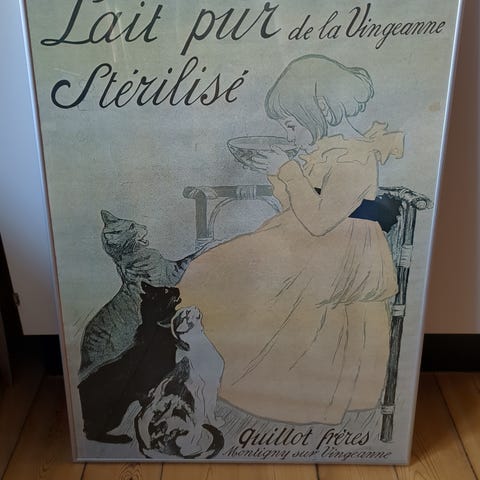 Lait pur de la Vingeanne
Stérilisé
Quillot frères
Montigny sur Vingeanne